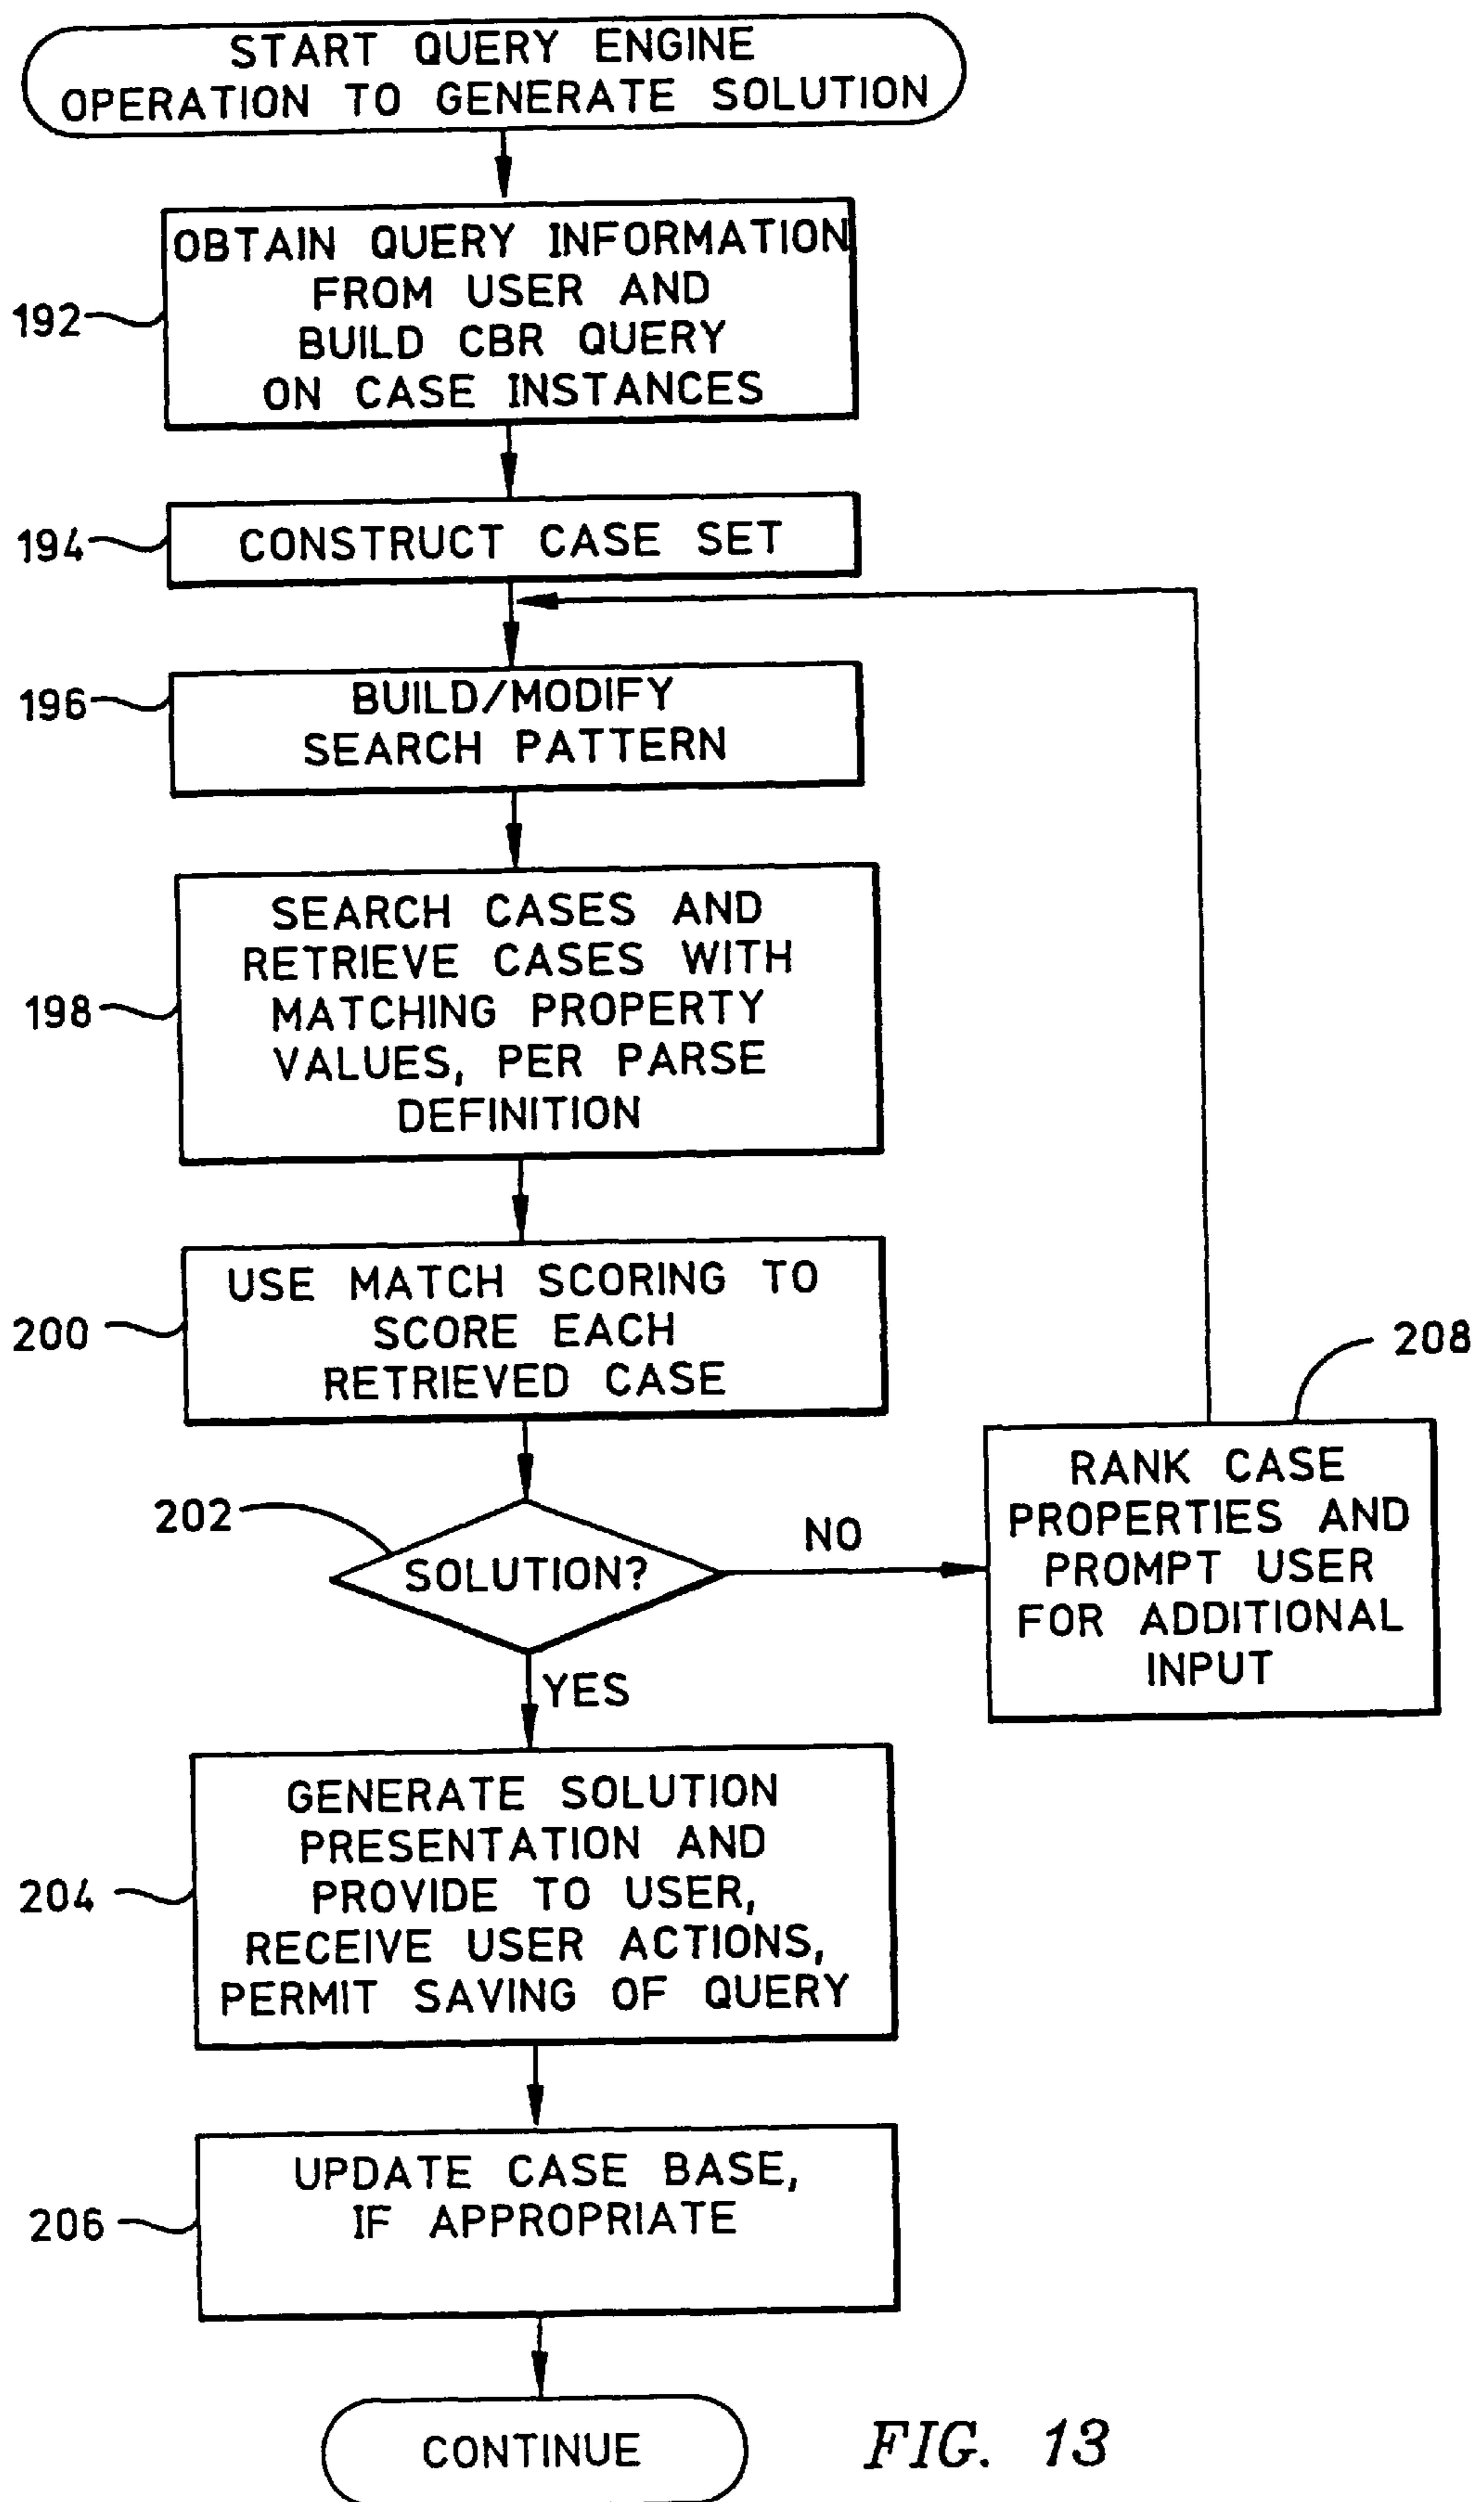 START QUERY ENGINE
OPERATION TO GENERATE SOLUTION
192
OBTAIN QUERY INFORMATION
FROM USER AND
BUILD CBR QUERY
ON CASE INSTANCES
194
CONSTRUCT CASE SET
196
BUILD/MODIFY
SEARCH PATTERN
198
SEARCH CASES AND
RETRIEVE CASES WITH
MATCHING PROPERTY
VALUES, PER PARSE
DEFINITION
200
USE MATCH SCORING TO
SCORE EACH
RETRIEVED CASE
202
SOLUTION?
NO
208
RANK CASE
PROPERTIES AND
PROMPT USER
FOR ADDITIONAL
INPUT
YES
204
GENERATE SOLUTION
PRESENTATION AND
PROVIDE TO USER,
RECEIVE USER ACTIONS,
PERMIT SAVING OF QUERY
206
UPDATE CASE BASE,
IF APPROPRIATE
CONTINUE
FIG. 13